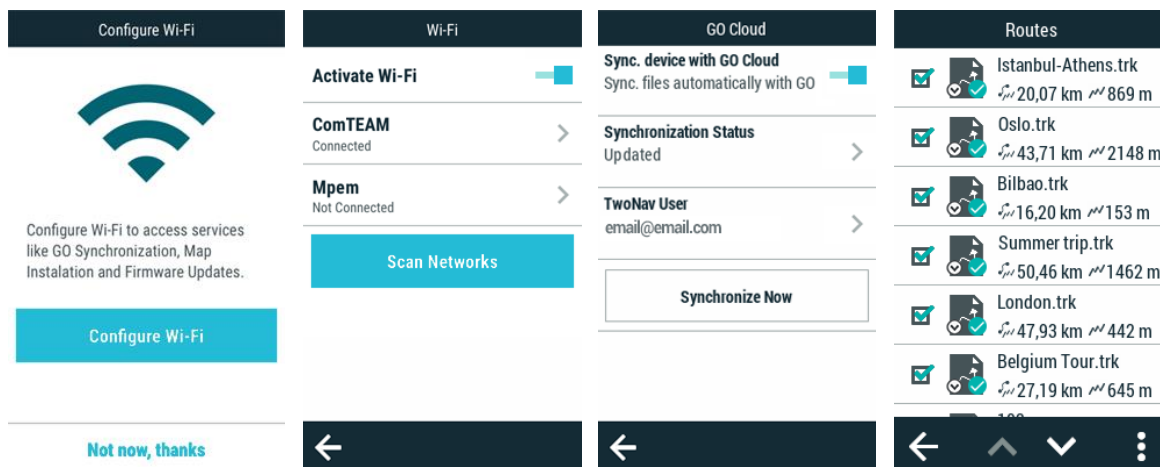 Configure Wi-Fi
Configure Wi-Fi to access services
like GO Synchronization, Map
Instalation and Firmware Updates.
Configure Wi-Fi
Not now, thanks
Wi-Fi
Activate Wi-Fi
ComTEAM
Connected
Mpem
Not Connected
Scan Networks
GO Cloud
Sync. device with GO Cloud
Sync. files automatically with GO
Synchronization Status
Updated
TwoNav User
email@email.com
Synchronize Now
Routes
Istanbul-Athens.trk
20,07 km 869 m
Oslo.trk
43,71 km 2148 m
Bilbao.trk
16,20 km 153 m
Summer trip.trk
50,46 km 1462 m
London.trk
47,93 km 442 m
Belgium Tour.trk
27,19 km 645 m